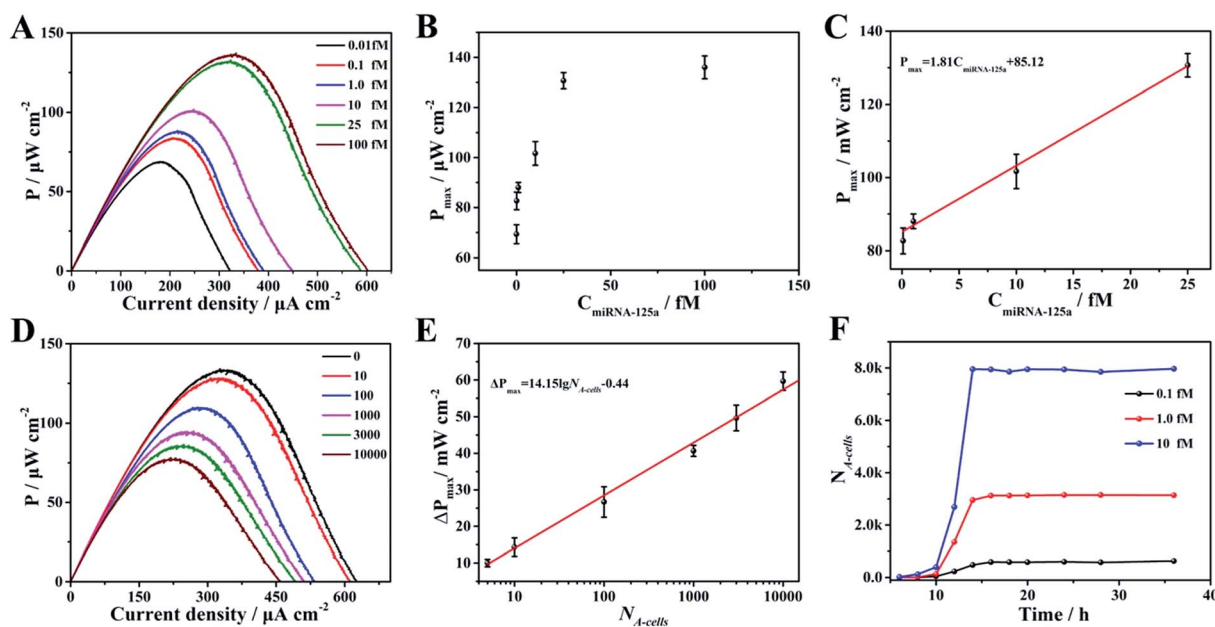 A
P / μW cm⁻²
150
100
50
0
0.01fM
0.1 fM
1.0 fM
10 fM
25 fM
100 fM
0 100 200 300 400 500 600
Current density / μA cm⁻²
B
Pmax / μW cm⁻²
140
120
100
80
60
0 50 100 150
CmiRNA-125a / fM
C
Pmax / mW cm⁻²
140
120
100
80
Pmax=1.81CmiRNA-125a+85.12
0 5 10 15 20 25
CmiRNA-125a / fM
D
P / μW cm⁻²
150
100
50
0
0
10
100
1000
3000
10000
0 150 300 450 600
Current density / μA cm⁻²
E
ΔPmax/ mW cm⁻²
70
60
50
40
30
20
10
ΔPmax=14.15lgNA-cells-0.44
10 100 1000 10000
NA-cells
F
NA-cells
8.0k
6.0k
4.0k
2.0k
0.0
0.1 fM
1.0 fM
10 fM
10 20 30 40
Time / h